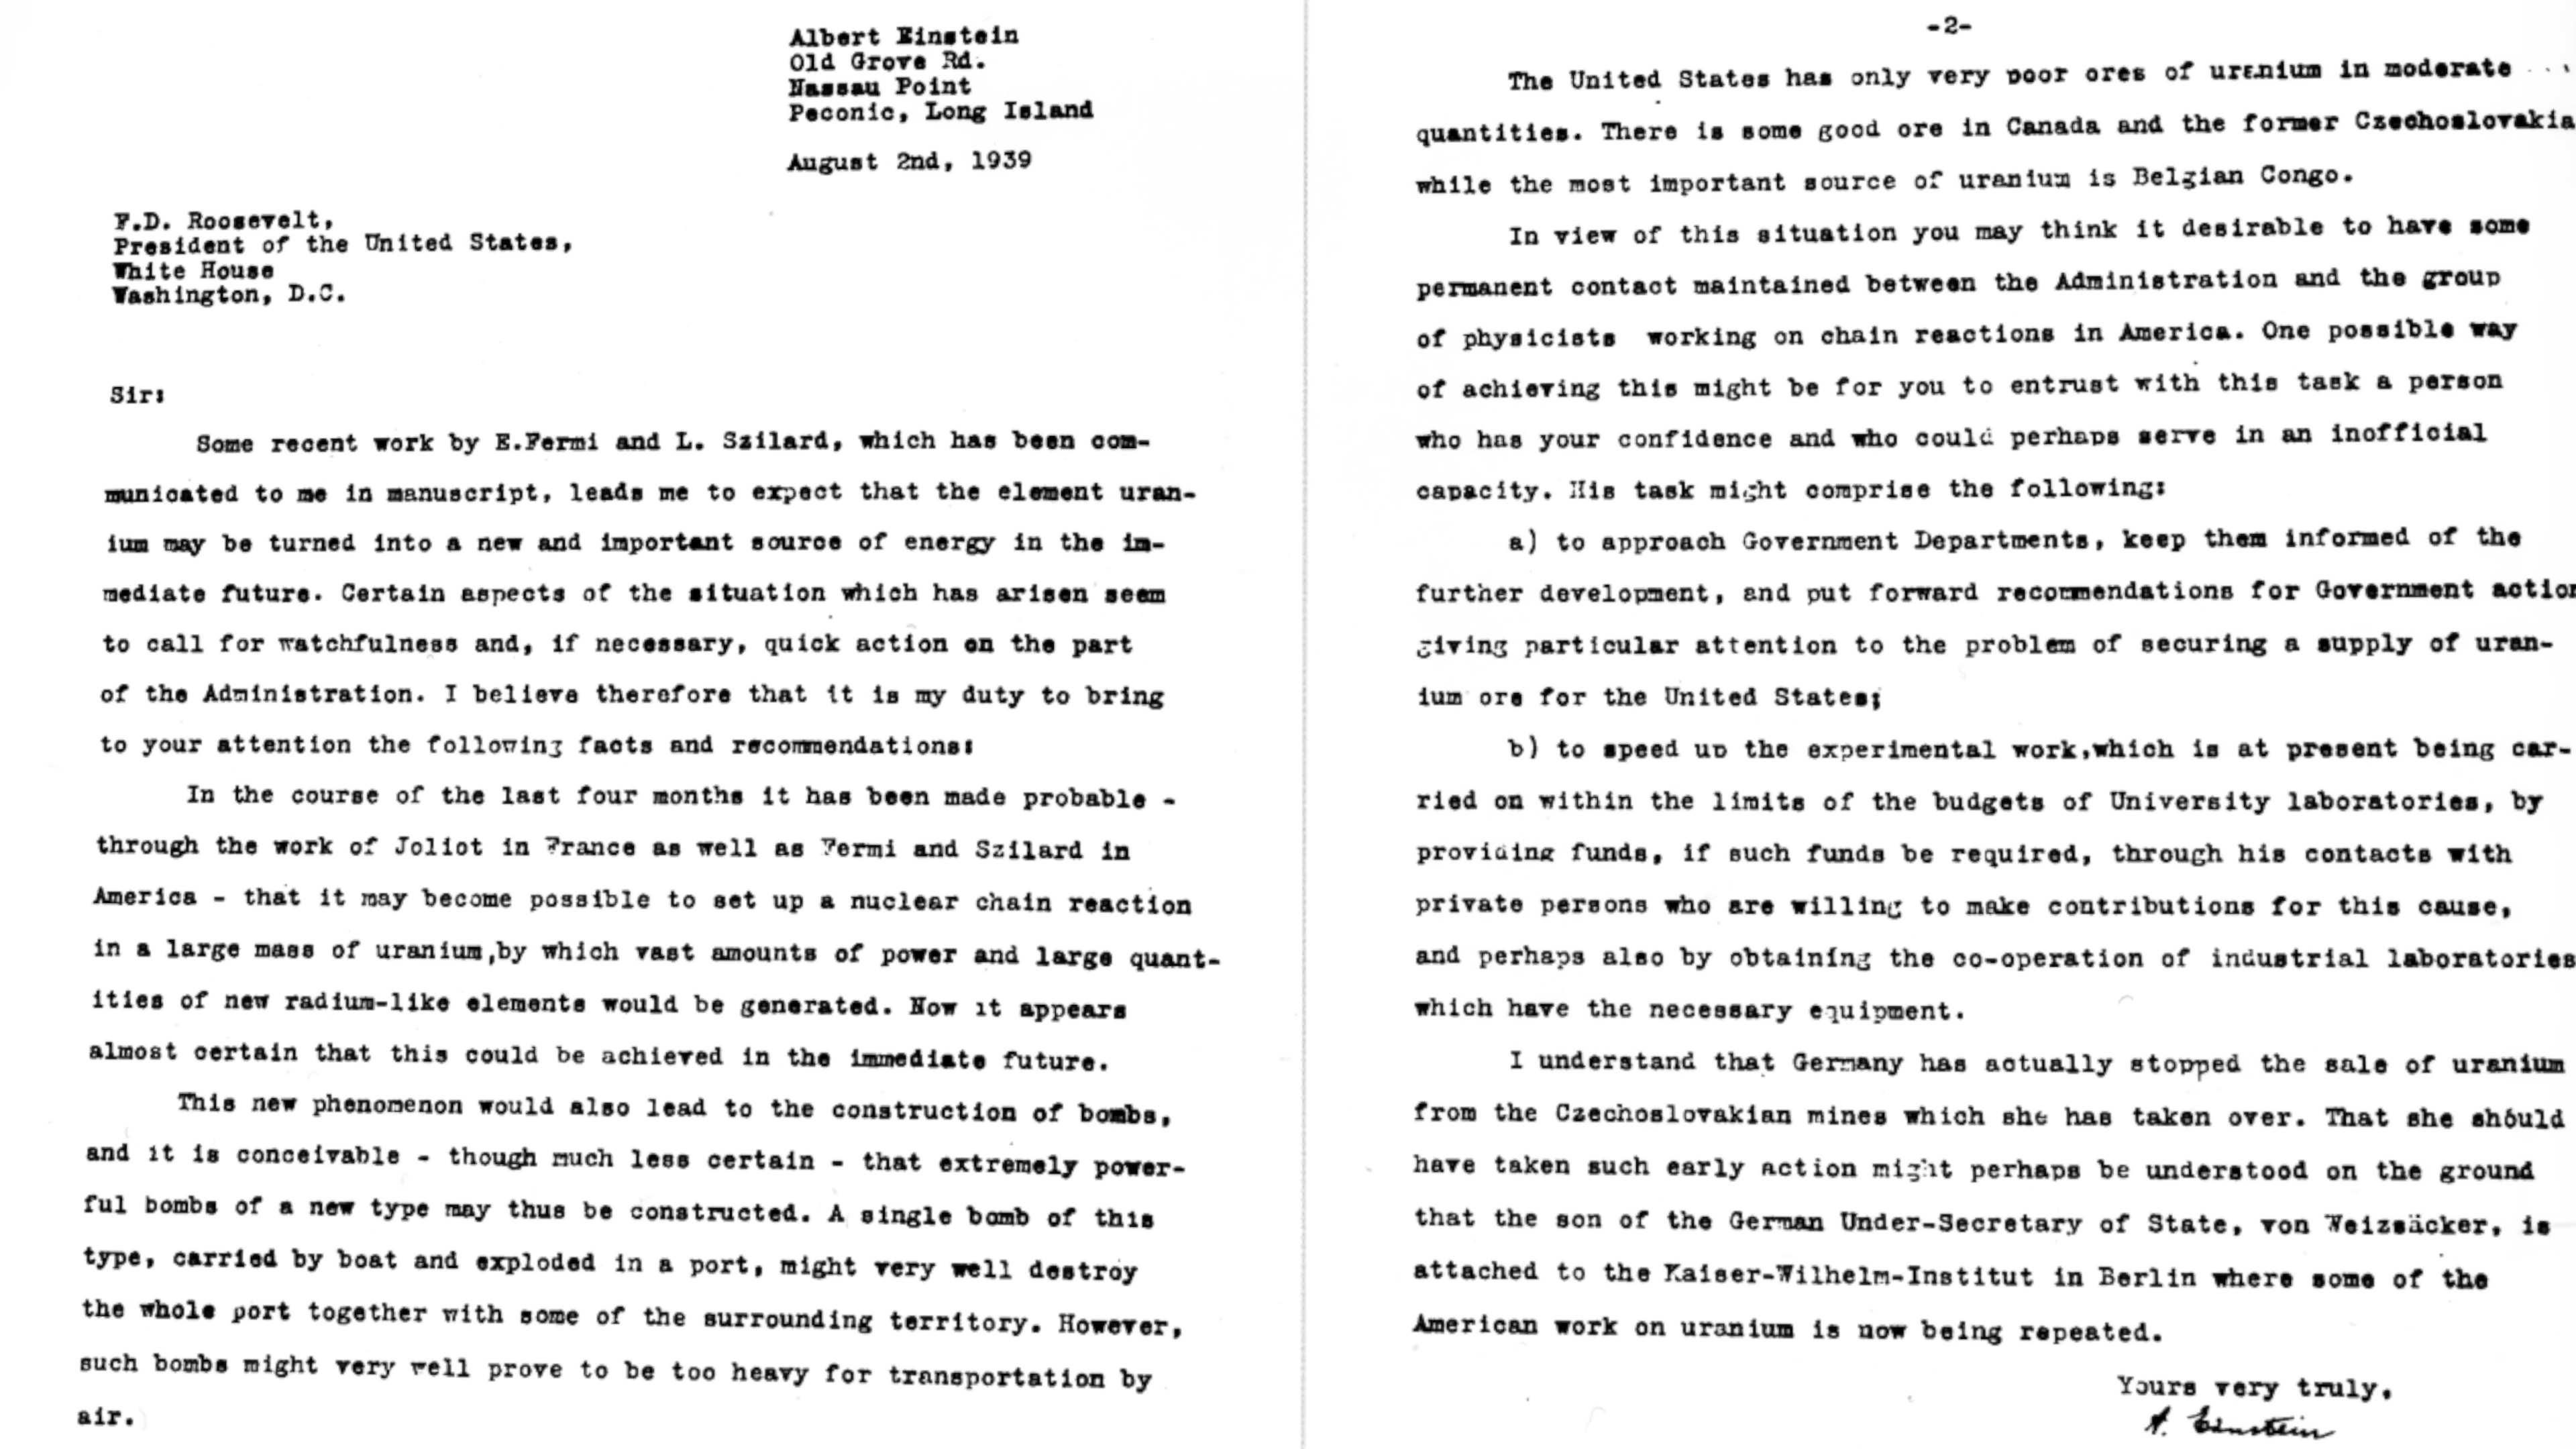 Albert Einstein
Old Grove Rd.
Nassau Point
Peconic, Long Island
August 2nd, 1939
F.D. Roosevelt,
President of the United States,
White House
Washington, D.C.
Sir:
Some recent work by E.Fermi and L. Szilard, which has been com-
municated to me in manuscript, leads me to expect that the element uran-
ium may be turned into a new and important source of energy in the im-
mediate future. Certain aspects of the situation which has arisen seem
to call for watchfulness and, if necessary, quick action on the part
of the Administration. I believe therefore that it is my duty to bring
to your attention the following facts and recommendations:
In the course of the last four months it has been made probable -
through the work of Joliot in France as well as Fermi and Szilard in
America - that it may become possible to set up a nuclear chain reaction
in a large mass of uranium,by which vast amounts of power and large quant-
ities of new radium-like elements would be generated. Now it appears
almost certain that this could be achieved in the immediate future.
This new phenomenon would also lead to the construction of bombs,
and it is conceivable - though much less certain - that extremely power-
ful bombs of a new type may thus be constructed. A single bomb of this
type, carried by boat and exploded in a port, might very well destroy
the whole port together with some of the surrounding territory. However,
such bombs might very well prove to be too heavy for transportation by
air.
-2-
The United States has only very poor ores of uranium in moderate
quantities. There is some good ore in Canada and the former Czechoslovakia
while the most important source of uranium is Belgian Congo.
In view of this situation you may think it desirable to have some
permanent contact maintained between the Administration and the group
of physicists working on chain reactions in America. One possible way
of achieving this might be for you to entrust with this task a person
who has your confidence and who could perhaps serve in an inofficial
capacity. His task might comprise the following:
a) to approach Government Departments, keep them informed of the
further development, and put forward recommendations for Government action
giving particular attention to the problem of securing a supply of uran-
ium ore for the United States;
b) to speed up the experimental work,which is at present being car-
ried on within the limits of the budgets of University laboratories, by
providing funds, if such funds be required, through his contacts with
private persons who are willing to make contributions for this cause,
and perhaps also by obtaining the co-operation of industrial laboratories
which have the necessary equipment.
I understand that Germany has actually stopped the sale of uranium
from the Czechoslovakian mines which she has taken over. That she should
have taken such early action might perhaps be understood on the ground
that the son of the German Under-Secretary of State, von Weizsäcker, is
attached to the Kaiser-Wilhelm-Institut in Berlin where some of the
American work on uranium is now being repeated.
Yours very truly,
A. Einstein